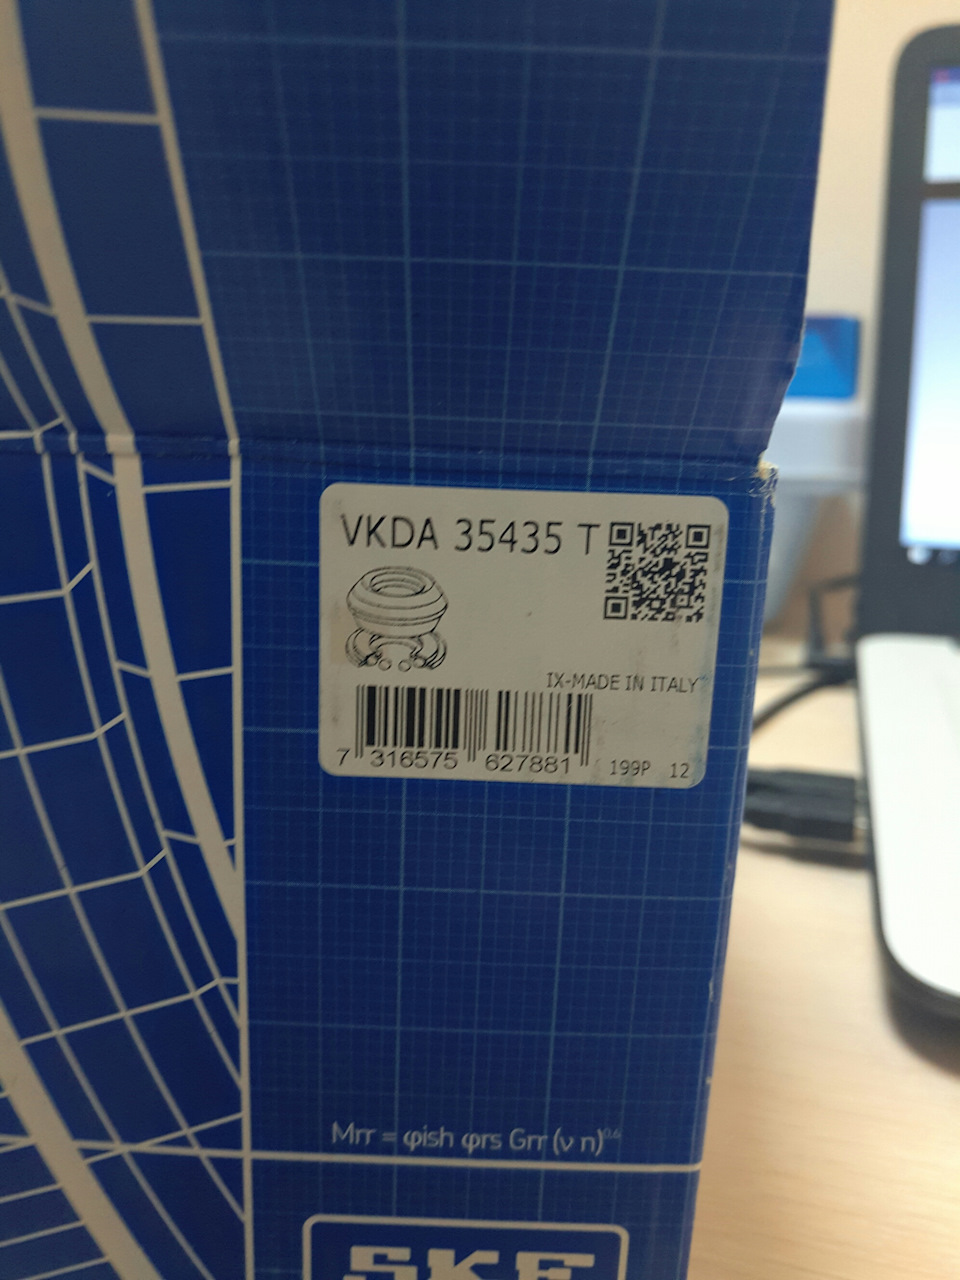 VKDA 35435 T
IX-MADE IN ITALY
7 316575 627881
199P 12
Mrr = φish φrs Grr (ν n)⁰·⁶
SKF